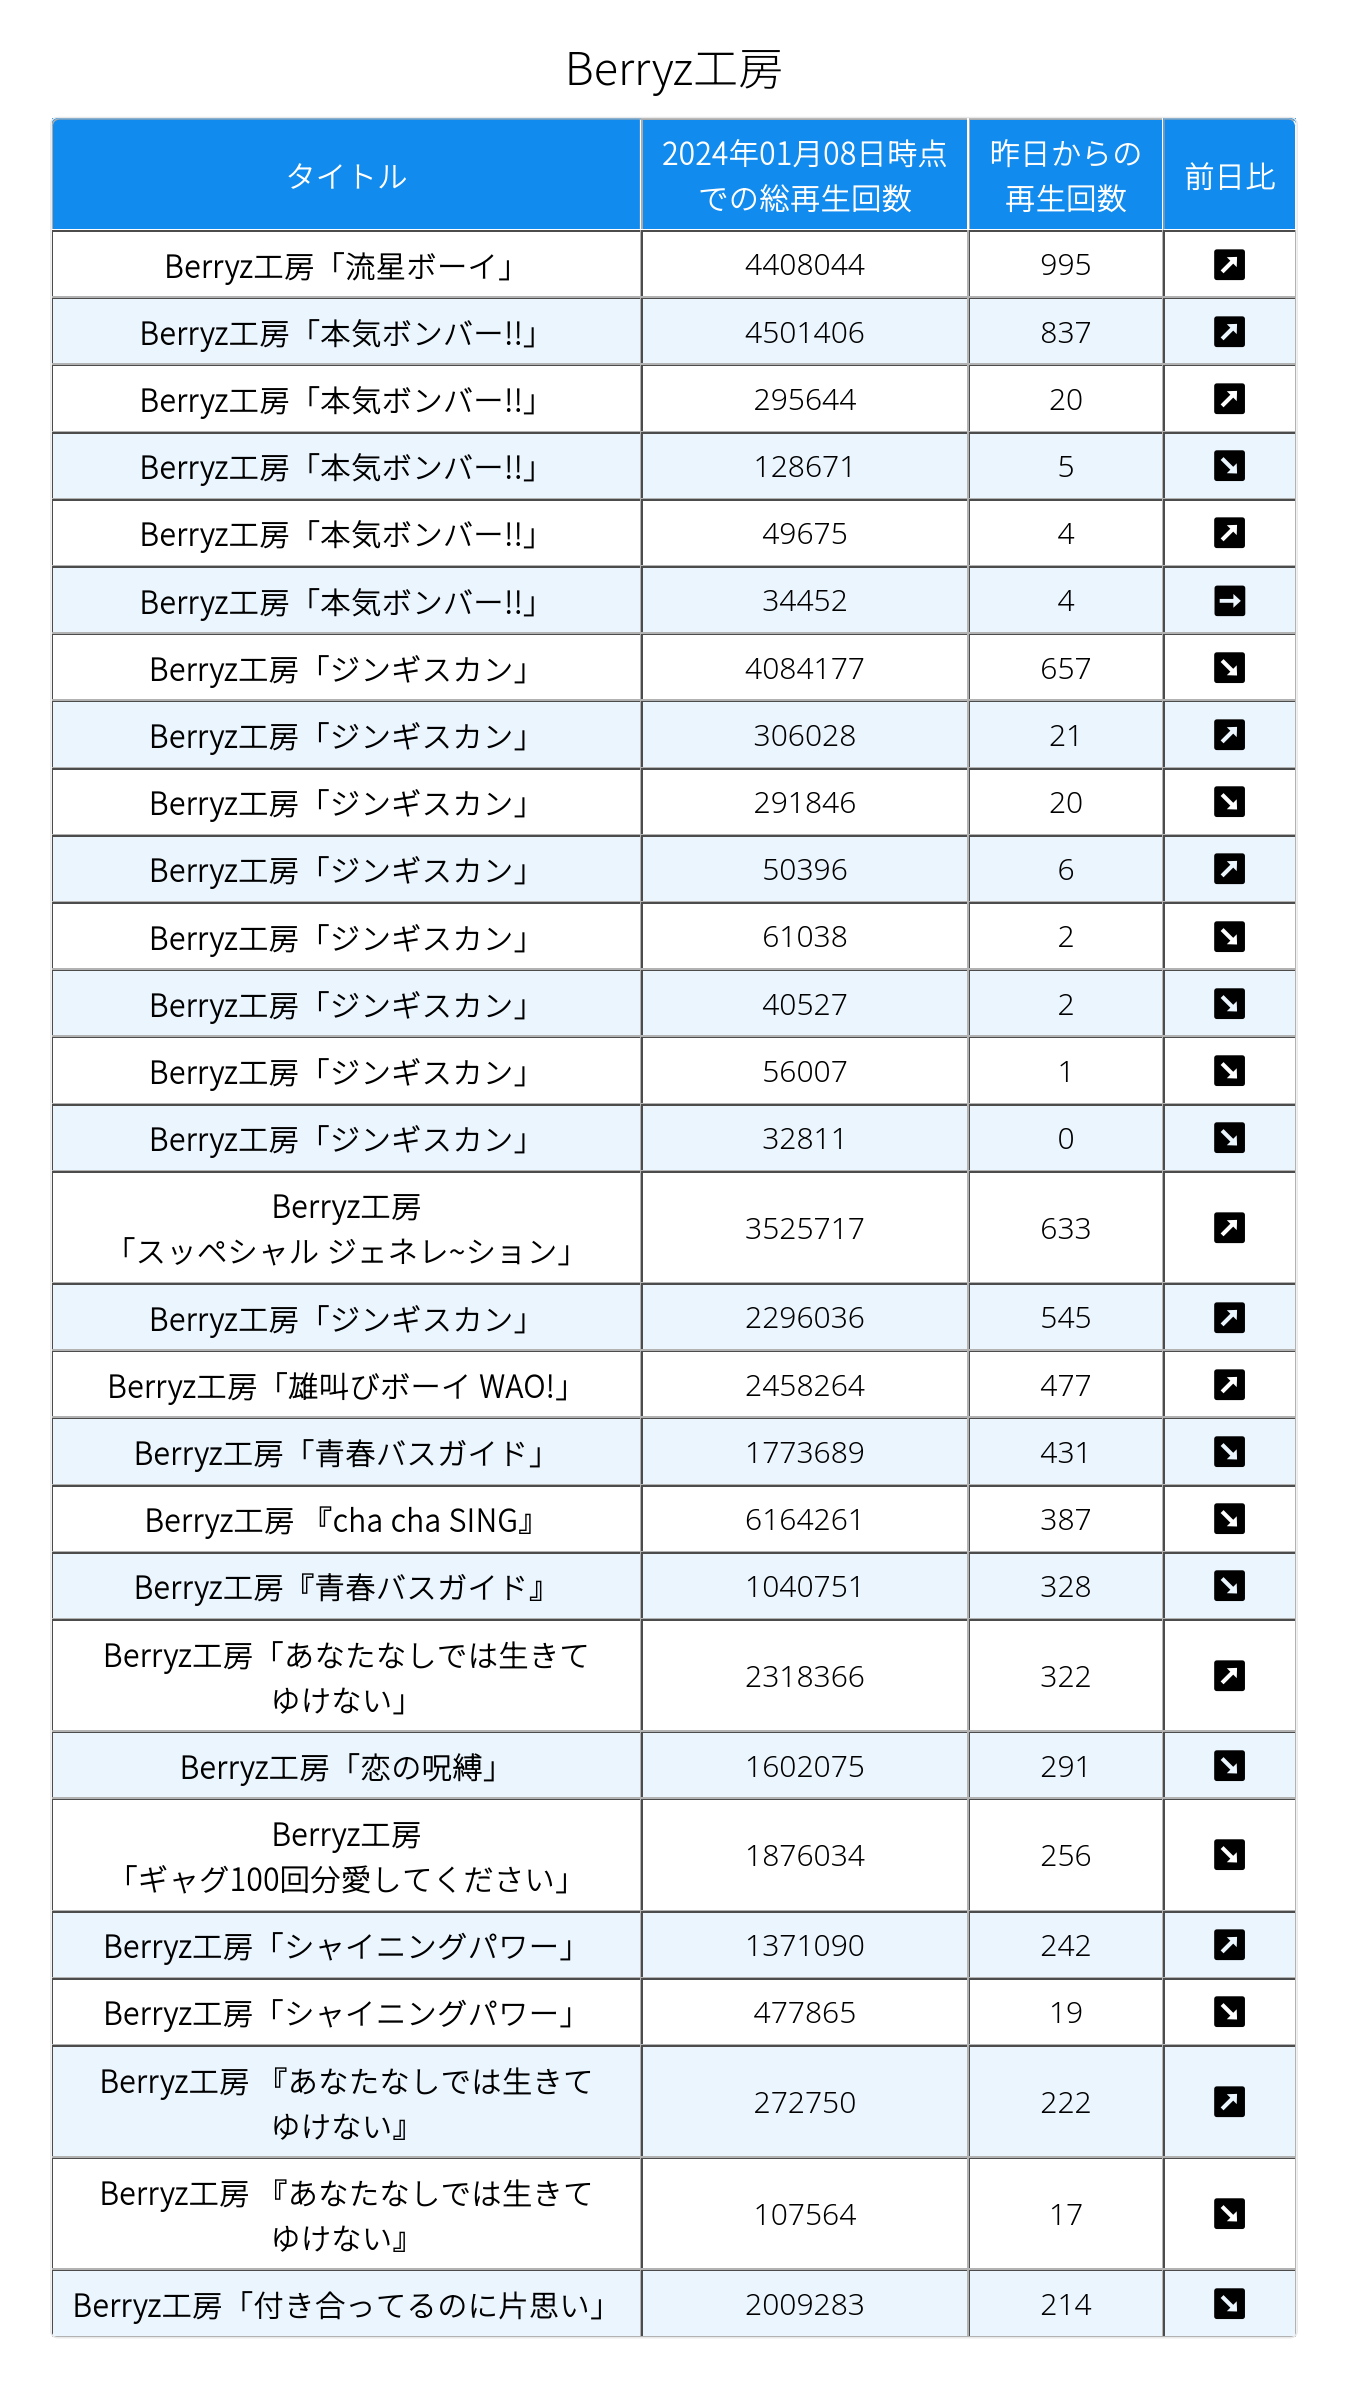 Berryz工房
タイトル 2024年01月08日時点 昨日からの 前日比
での総再生回数 再生回数
Berryz工房「流星ボーイ」 4408044 995 ↗
Berryz工房「本気ボンバー!!」 4501406 837 ↗
Berryz工房「本気ボンバー!!」 295644 20 ↗
Berryz工房「本気ボンバー!!」 128671 5 ↘
Berryz工房「本気ボンバー!!」 49675 4 ↗
Berryz工房「本気ボンバー!!」 34452 4 →
Berryz工房「ジンギスカン」 4084177 657 ↘
Berryz工房「ジンギスカン」 306028 21 ↗
Berryz工房「ジンギスカン」 291846 20 ↘
Berryz工房「ジンギスカン」 50396 6 ↗
Berryz工房「ジンギスカン」 61038 2 ↘
Berryz工房「ジンギスカン」 40527 2 ↘
Berryz工房「ジンギスカン」 56007 1 ↘
Berryz工房「ジンギスカン」 32811 0 ↘
Berryz工房
「スッペシャル ジェネレ~ション」 3525717 633 ↗
Berryz工房「ジンギスカン」 2296036 545 ↗
Berryz工房「雄叫びボーイ WAO!」 2458264 477 ↗
Berryz工房「青春バスガイド」 1773689 431 ↘
Berryz工房 『cha cha SING』 6164261 387 ↘
Berryz工房『青春バスガイド』 1040751 328 ↘
Berryz工房「あなたなしでは生きて
ゆけない」 2318366 322 ↗
Berryz工房「恋の呪縛」 1602075 291 ↘
Berryz工房
「ギャグ100回分愛してください」 1876034 256 ↘
Berryz工房「シャイニングパワー」 1371090 242 ↗
Berryz工房「シャイニングパワー」 477865 19 ↘
Berryz工房 『あなたなしでは生きて
ゆけない』 272750 222 ↗
Berryz工房 『あなたなしでは生きて
ゆけない』 107564 17 ↘
Berryz工房「付き合ってるのに片思い」 2009283 214 ↘